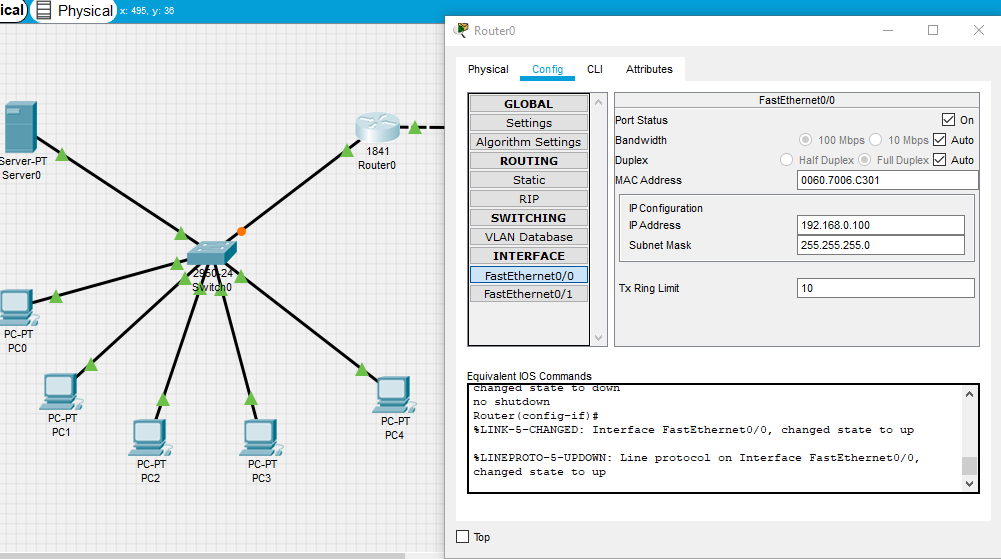 ical
Physical
x: 495, y: 36
Server-PT
Server0
1841
Router0
2950-24
Switch0
PC-PT
PC0
PC-PT
PC1
PC-PT
PC2
PC-PT
PC3
PC-PT
PC4
Router0
Physical
Config
CLI
Attributes
GLOBAL
Settings
Algorithm Settings
ROUTING
Static
RIP
SWITCHING
VLAN Database
INTERFACE
FastEthernet0/0
FastEthernet0/1
FastEthernet0/0
Port Status On
Bandwidth 100 Mbps 10 Mbps Auto
Duplex Half Duplex Full Duplex Auto
MAC Address 0060.7006.C301
IP Configuration
IP Address 192.168.0.100
Subnet Mask 255.255.255.0
Tx Ring Limit 10
Equivalent IOS Commands
changed state to down
no shutdown
Router(config-if)#
%LINK-5-CHANGED: Interface FastEthernet0/0, changed state to up
%LINEPROTO-5-UPDOWN: Line protocol on Interface FastEthernet0/0,
changed state to up
Top